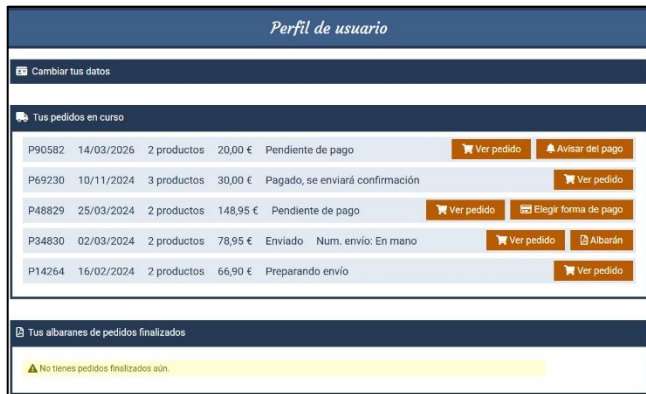 Perfil de usuario
Cambiar tus datos
Tus pedidos en curso
P90582 14/03/2026 2 productos 20,00 € Pendiente de pago Ver pedido Avisar del pago
P69230 10/11/2024 3 productos 30,00 € Pagado, se enviará confirmación Ver pedido
P48829 25/03/2024 2 productos 148,95 € Pendiente de pago Ver pedido Elegir forma de pago
P34830 02/03/2024 2 productos 78,95 € Enviado Num. envío: En mano Ver pedido Albarán
P14264 16/02/2024 2 productos 66,90 € Preparando envío Ver pedido
Tus albaranes de pedidos finalizados
No tienes pedidos finalizados aún.